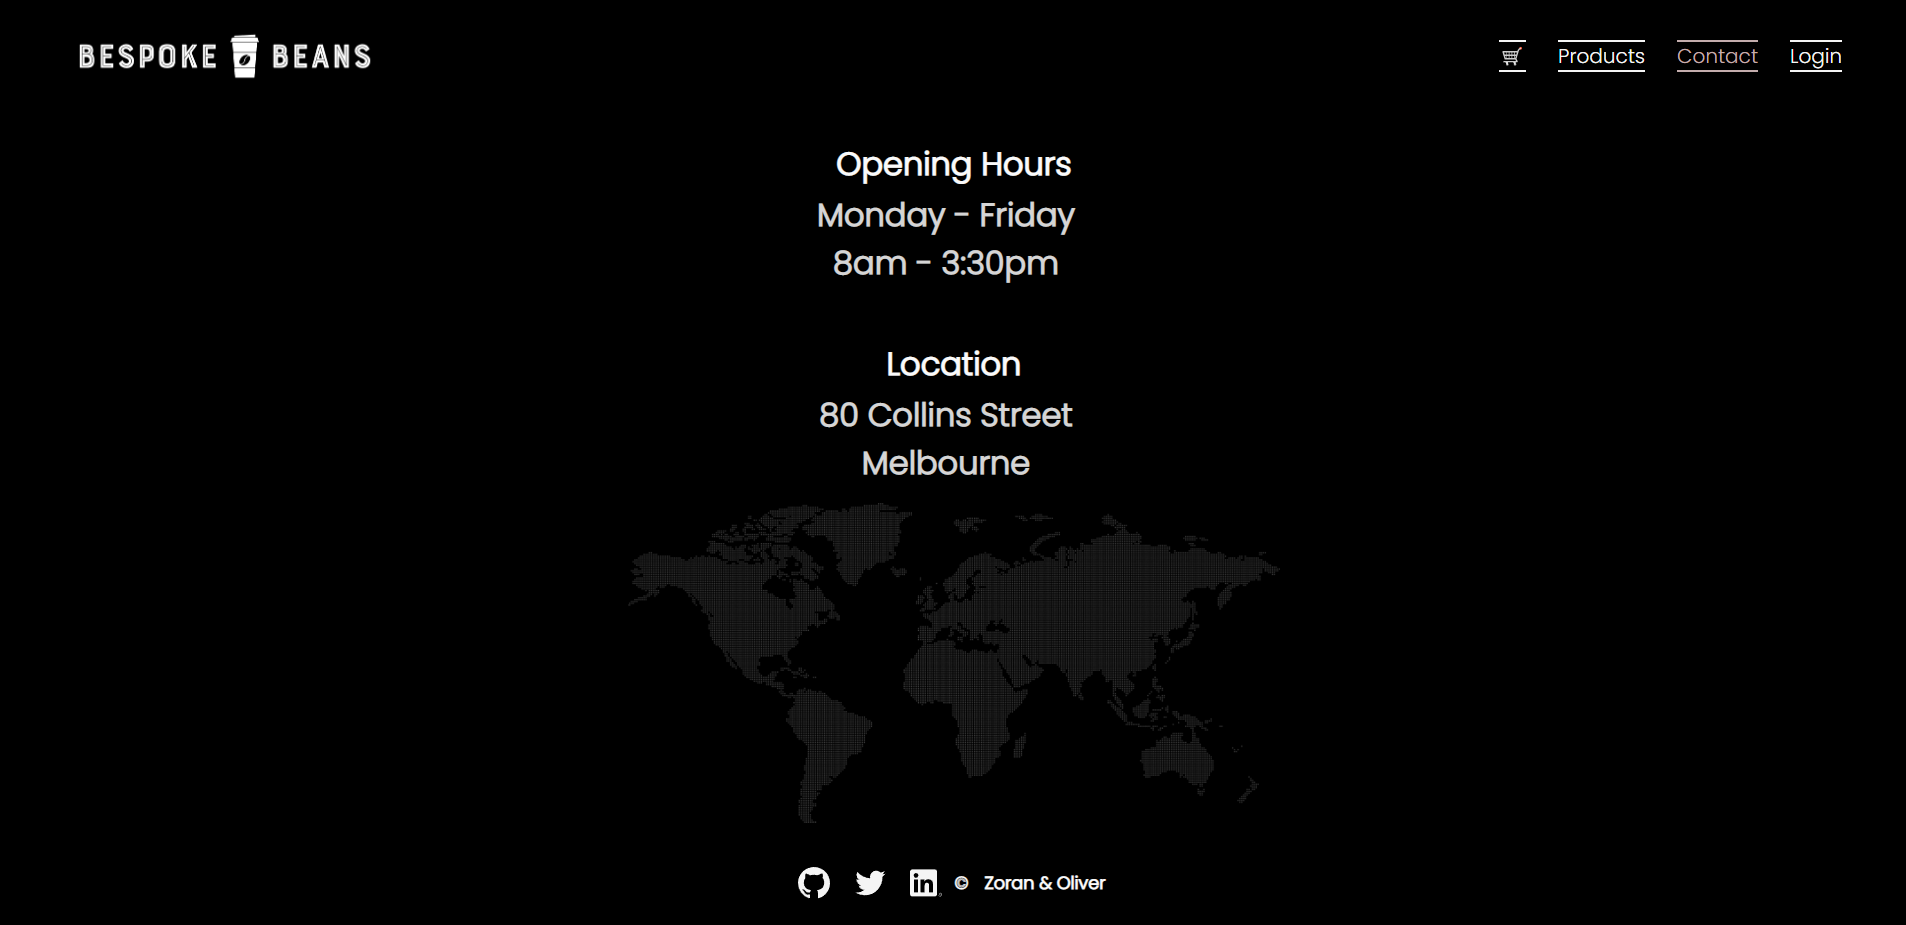 BESPOKE BEANS
Products Contact Login
Opening Hours
Monday - Friday
8am - 3:30pm
Location
80 Collins Street
Melbourne
in © Zoran & Oliver